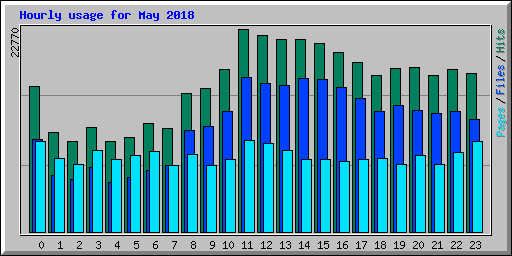 Hourly usage for May 2018
22770
Pages/Files/Hits
0 1 2 3 4 5 6 7 8 9 10 11 12 13 14 15 16 17 18 19 20 21 22 23